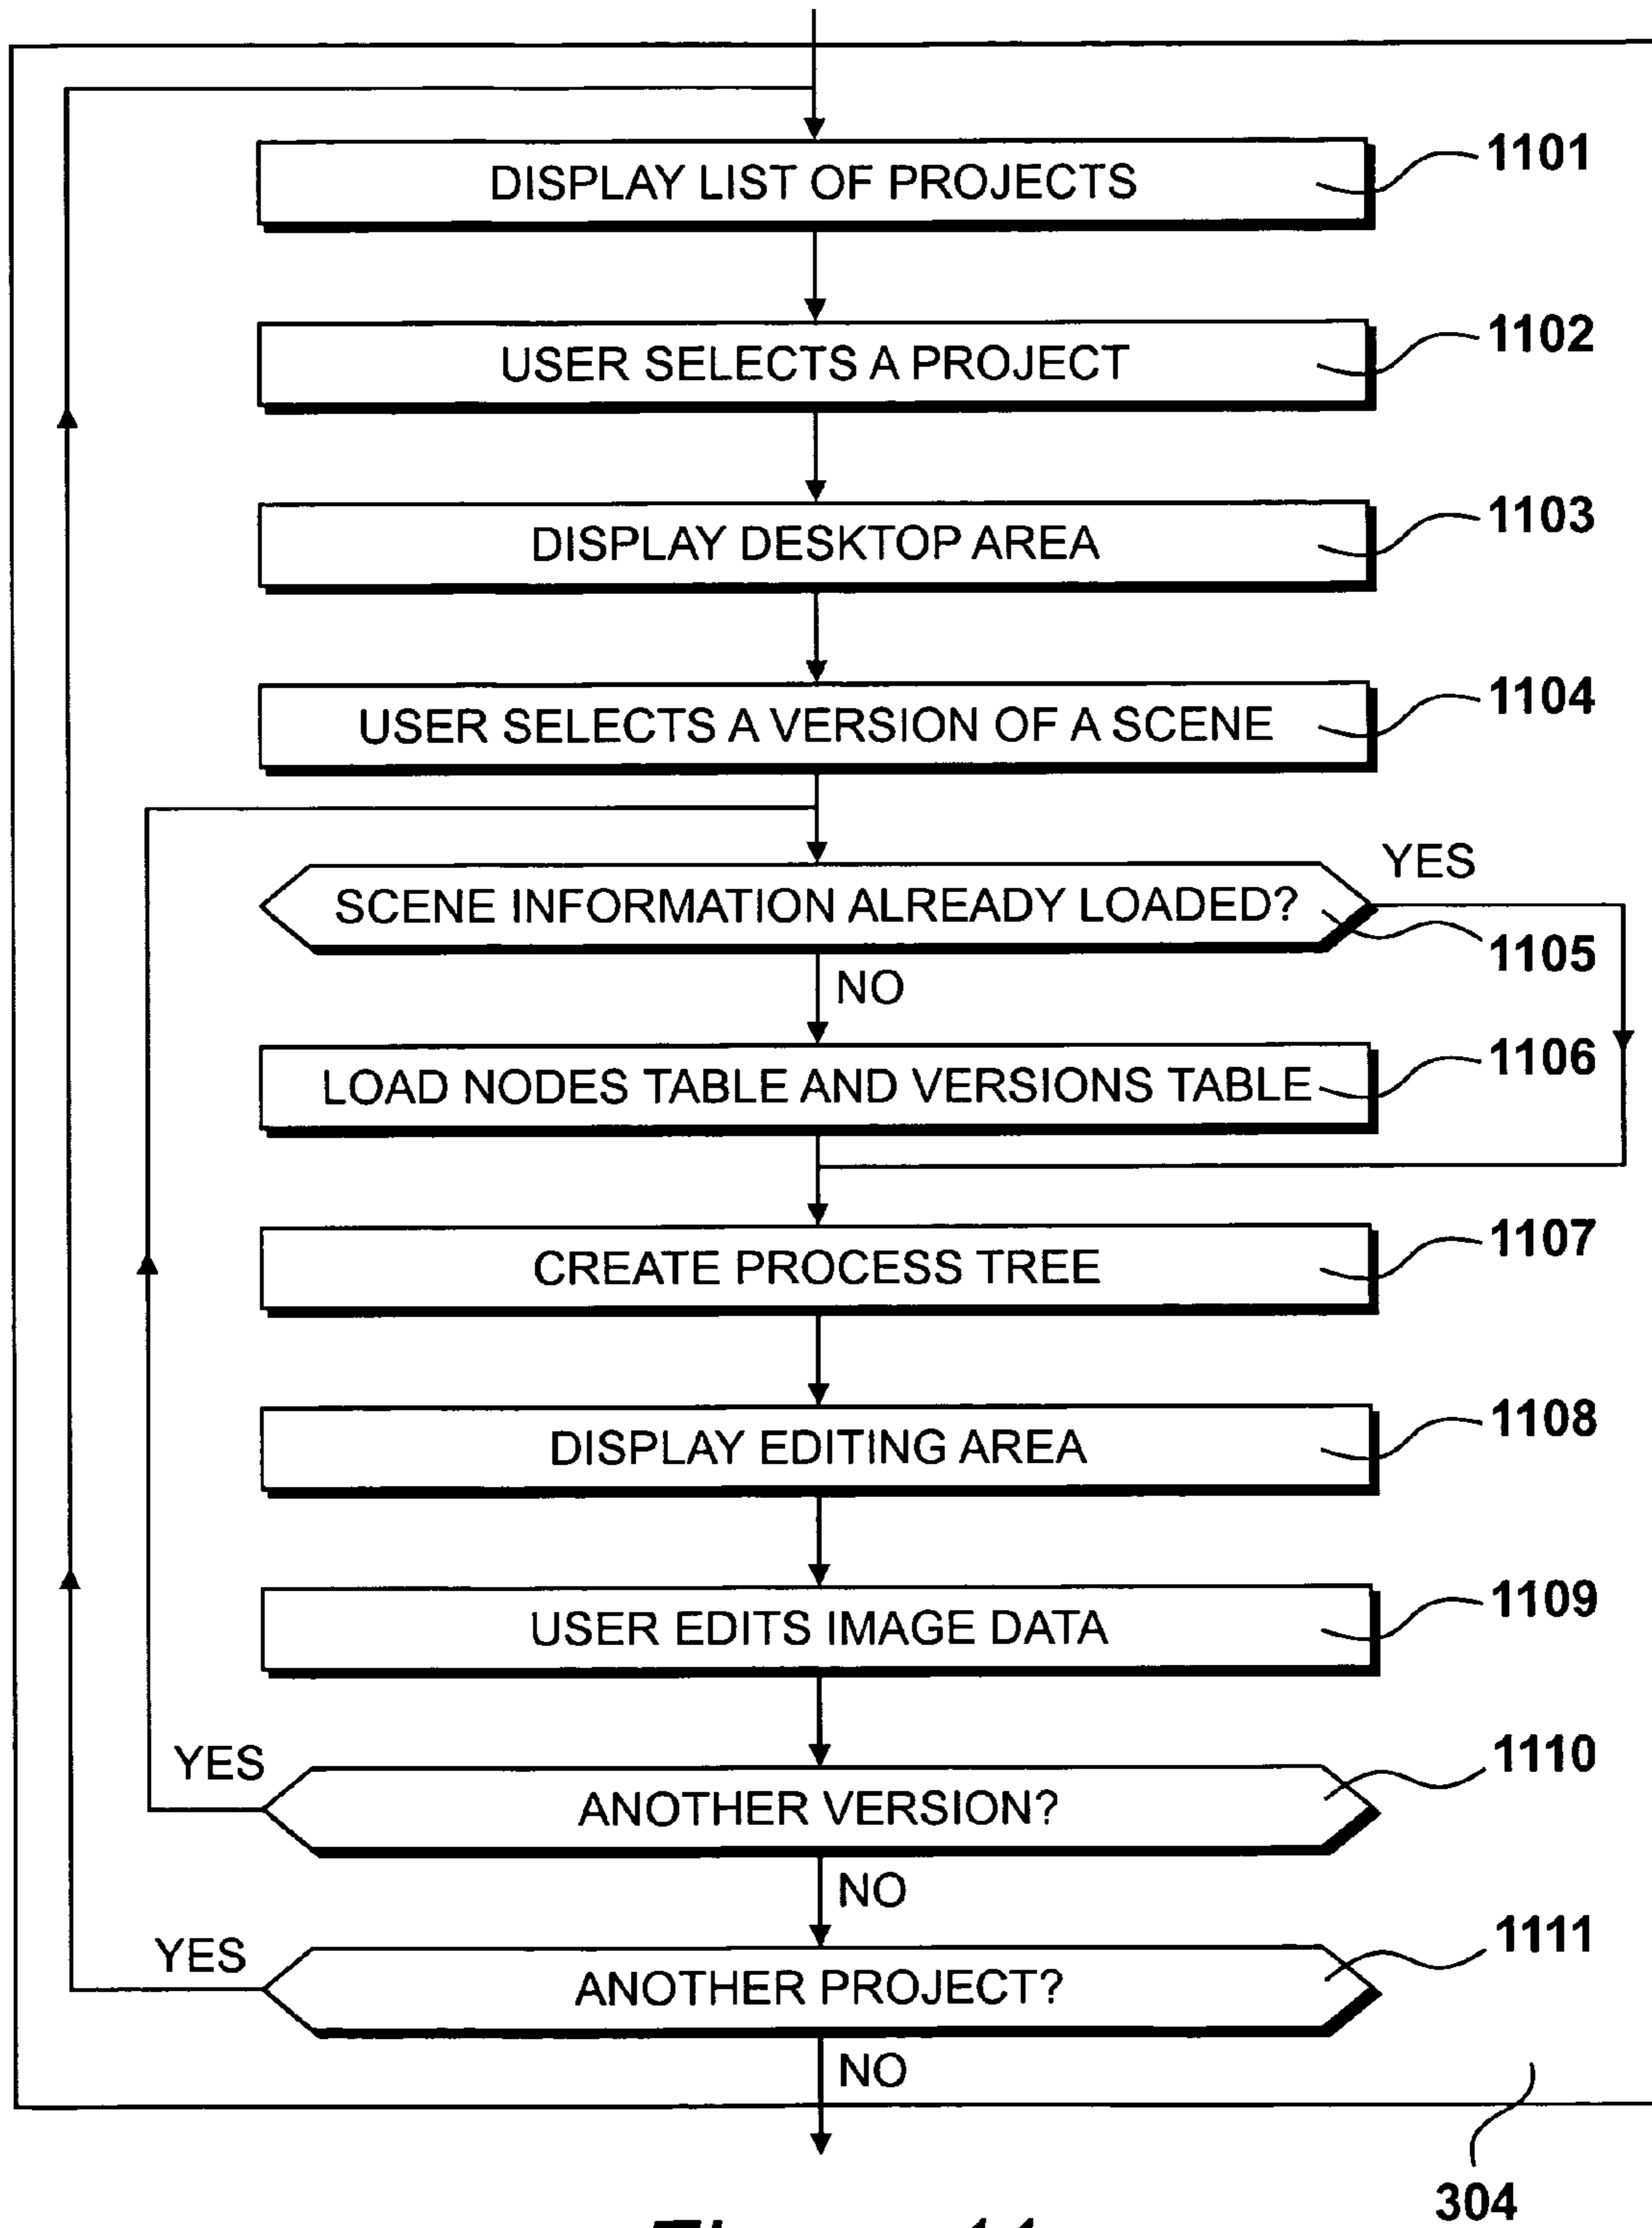 DISPLAY LIST OF PROJECTS
1101
USER SELECTS A PROJECT
1102
DISPLAY DESKTOP AREA
1103
USER SELECTS A VERSION OF A SCENE
1104
SCENE INFORMATION ALREADY LOADED?
YES
1105
NO
LOAD NODES TABLE AND VERSIONS TABLE
1106
CREATE PROCESS TREE
1107
DISPLAY EDITING AREA
1108
USER EDITS IMAGE DATA
1109
YES
ANOTHER VERSION?
1110
NO
YES
ANOTHER PROJECT?
1111
NO
304